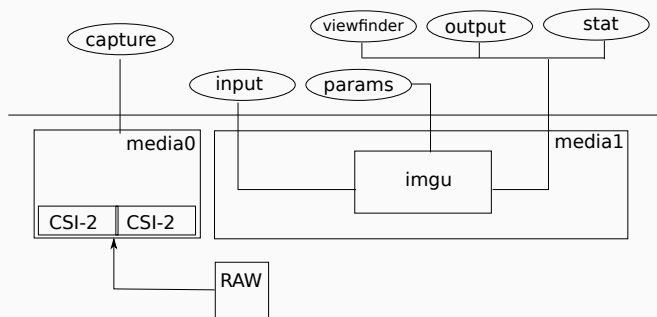 viewfinder
output
stat
capture
input
params
media0
media1
imgu
CSI-2
CSI-2
RAW